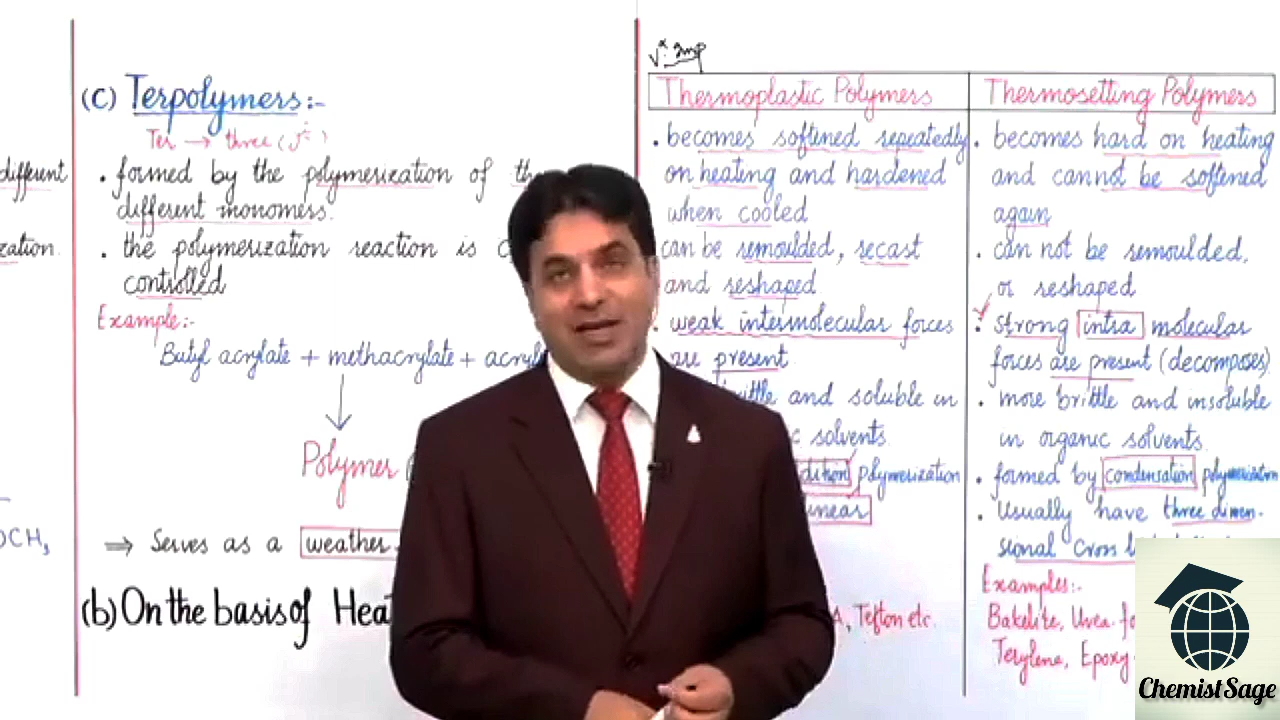 (C) Terpolymers:-
Ter → three (
different
• formed by the polymerization of
different monomers.
zation.
• the polymerization reaction is
controlled
Example:-
Butyl acrylate + methacrylate +
Polymer
OCH₃
⇒ Serves as a weather
(b) On the basis of
V. Imp
Thermoplastic Polymers
• becomes softened repeatedly
on heating and hardened
when cooled
can be remoulded, recast
and reshaped
• weak intermolecular forces
are present.
and soluble in
solvents.
polymerization
linear
Teflon etc.
Thermosetting Polymers
• becomes hard on heating
and cannot be softened
again
• can not be remoulded,
or reshaped
• strong intra molecular
forces are present (decomposes)
• more brittle and insoluble
in organic solvents.
• formed by condensation polymerization
• Usually have three dimen-
sional Cross
Examples:-
Bakelite, Urea-
Terylene, Epoxy
ChemistSage